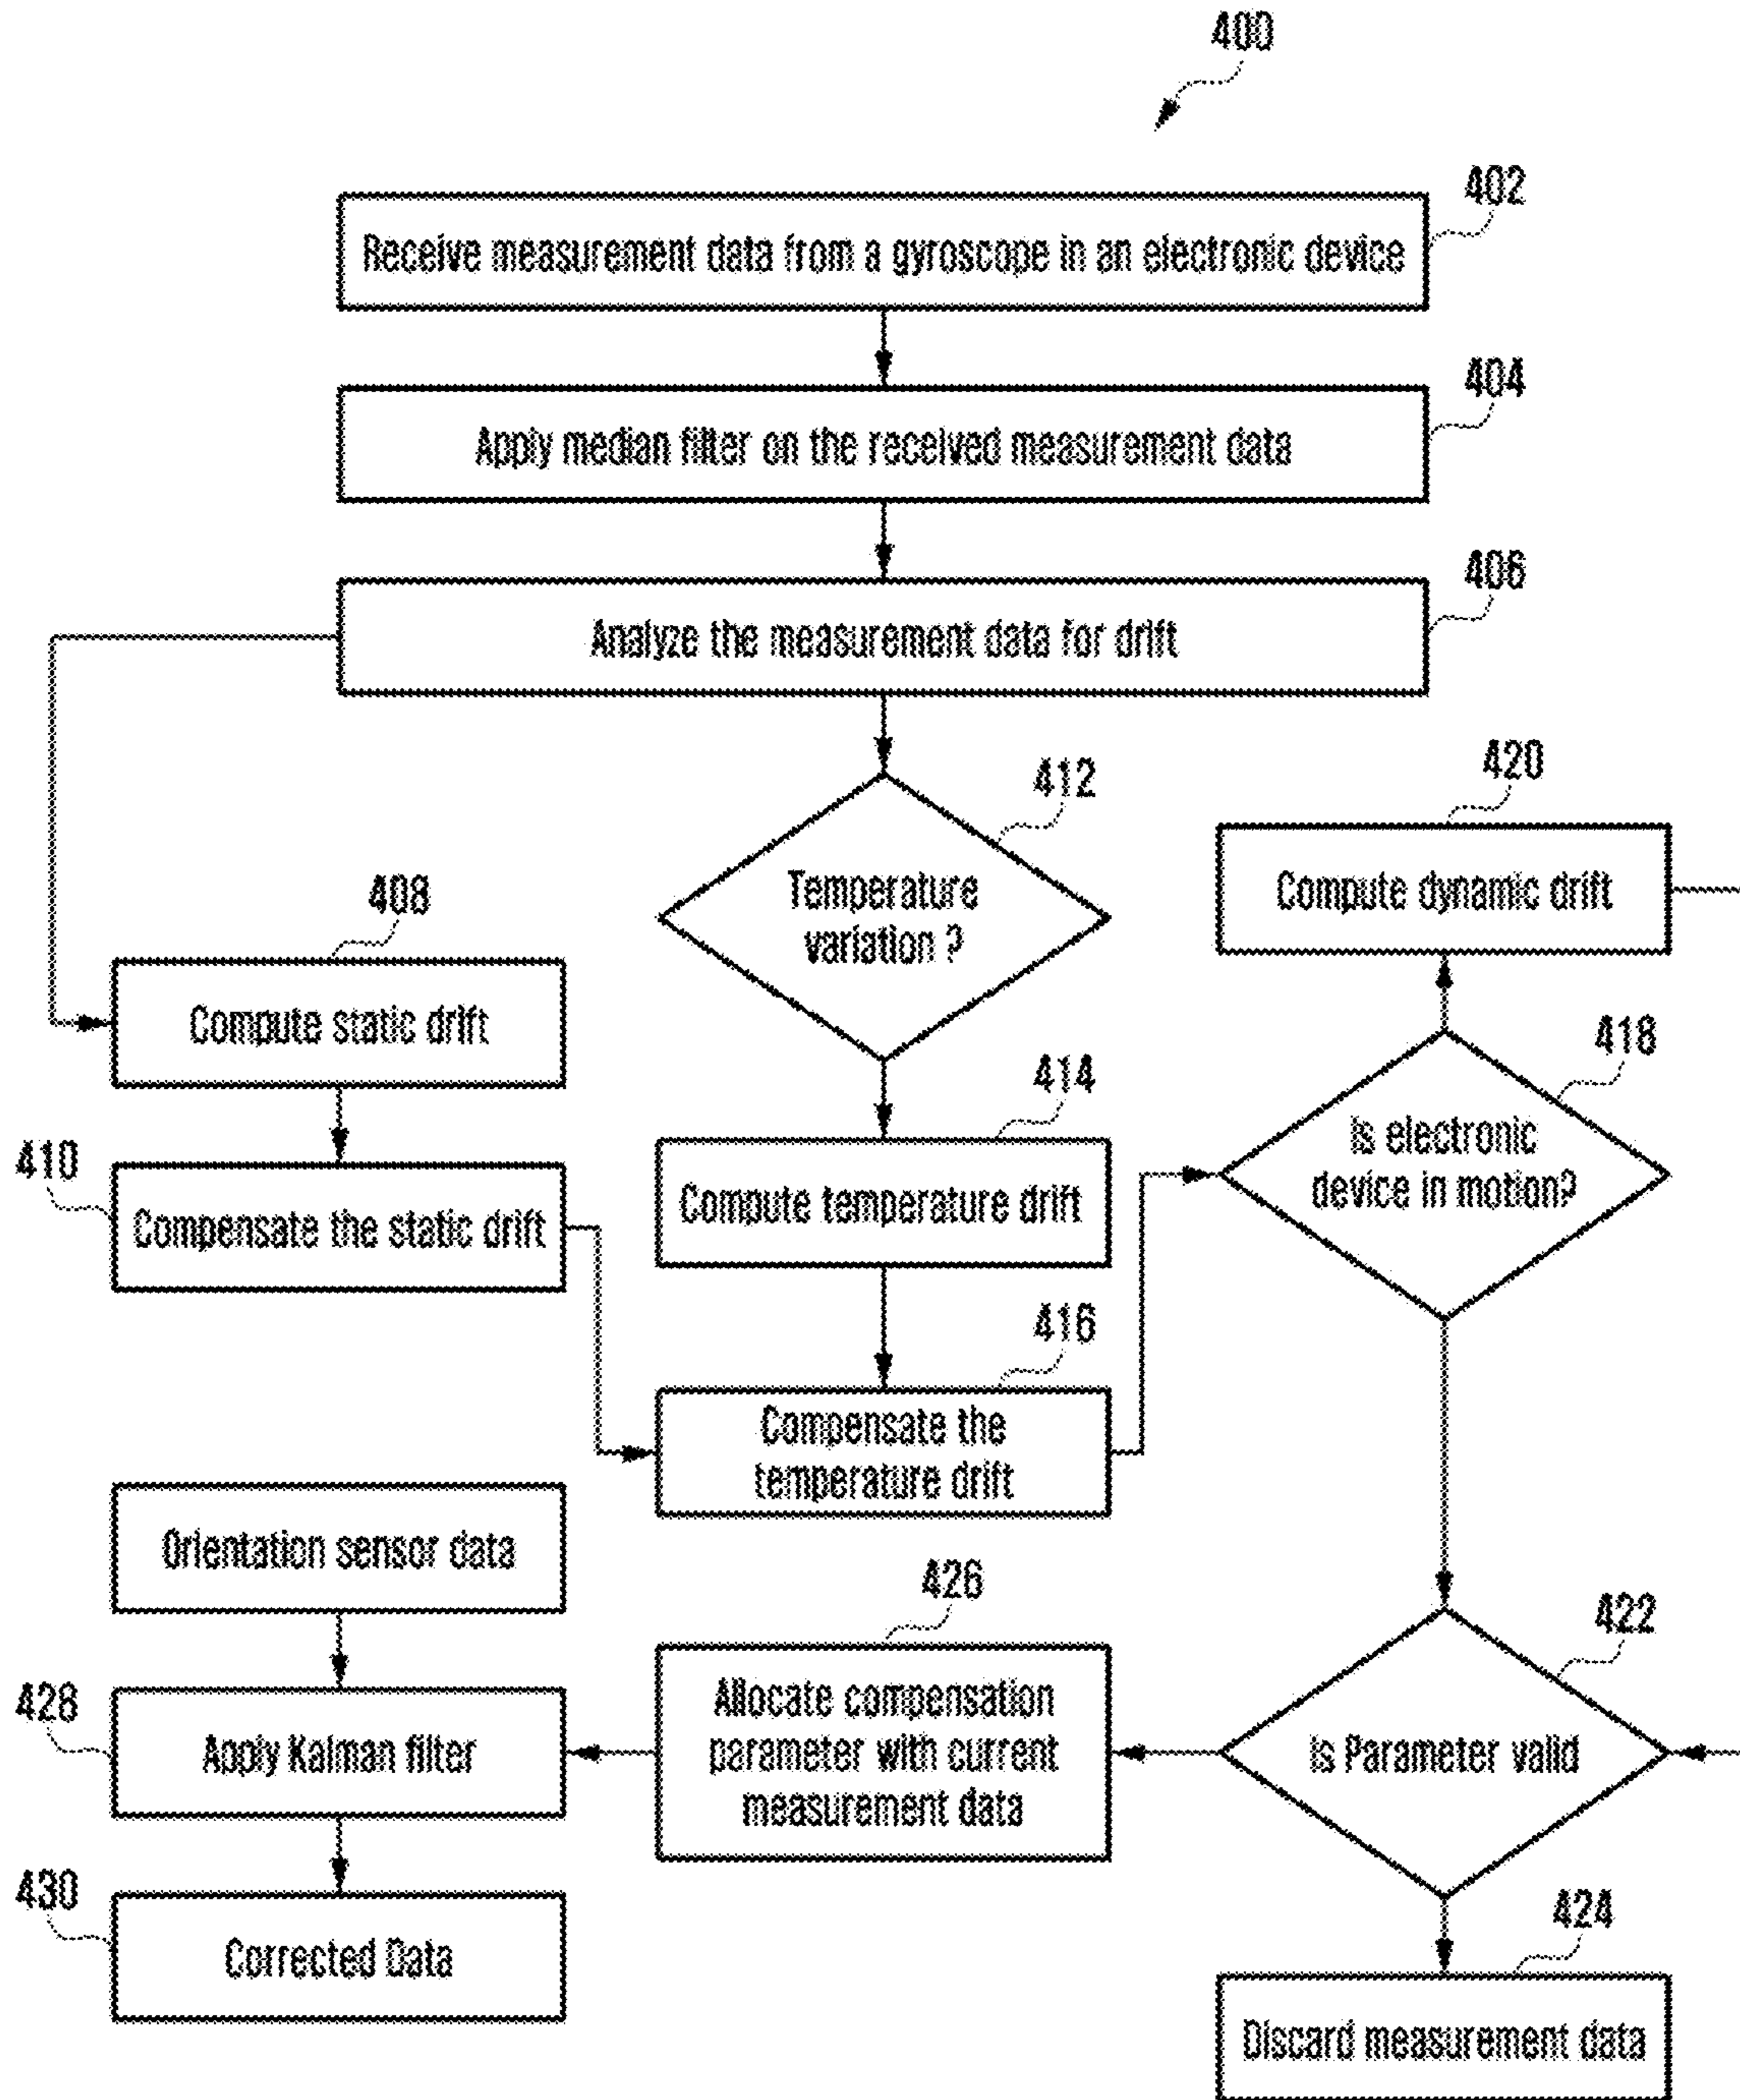 400
402
Receive measurement data from a gyroscope in an electronic device
404
Apply median filter on the received measurement data
406
Analyze the measurement data for drift
412
Temperature
variation ?
420
Compute dynamic drift
408
Compute static drift
418
Is electronic
device in motion?
414
Compute temperature drift
410
Compensate the static drift
416
Compensate the
temperature drift
Orientation sensor data
426
Allocate compensation
parameter with current
measurement data
422
Is Parameter valid
428
Apply Kalman filter
430
Corrected Data
424
Discard measurement data